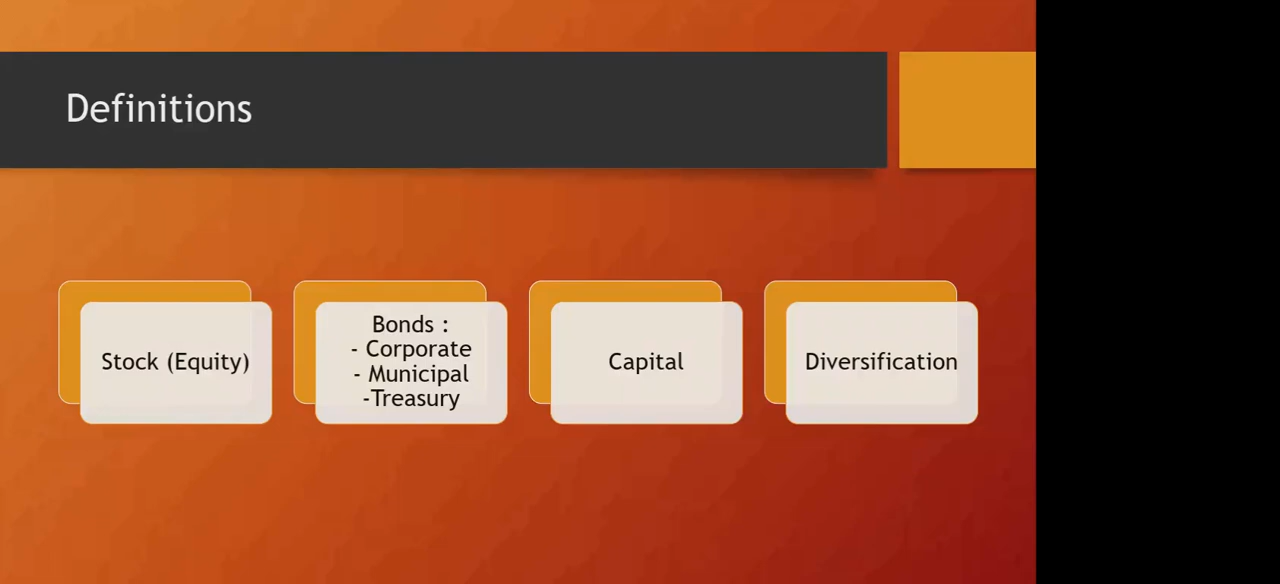 Definitions
Stock (Equity)
Bonds :
- Corporate
- Municipal
-Treasury
Capital
Diversification